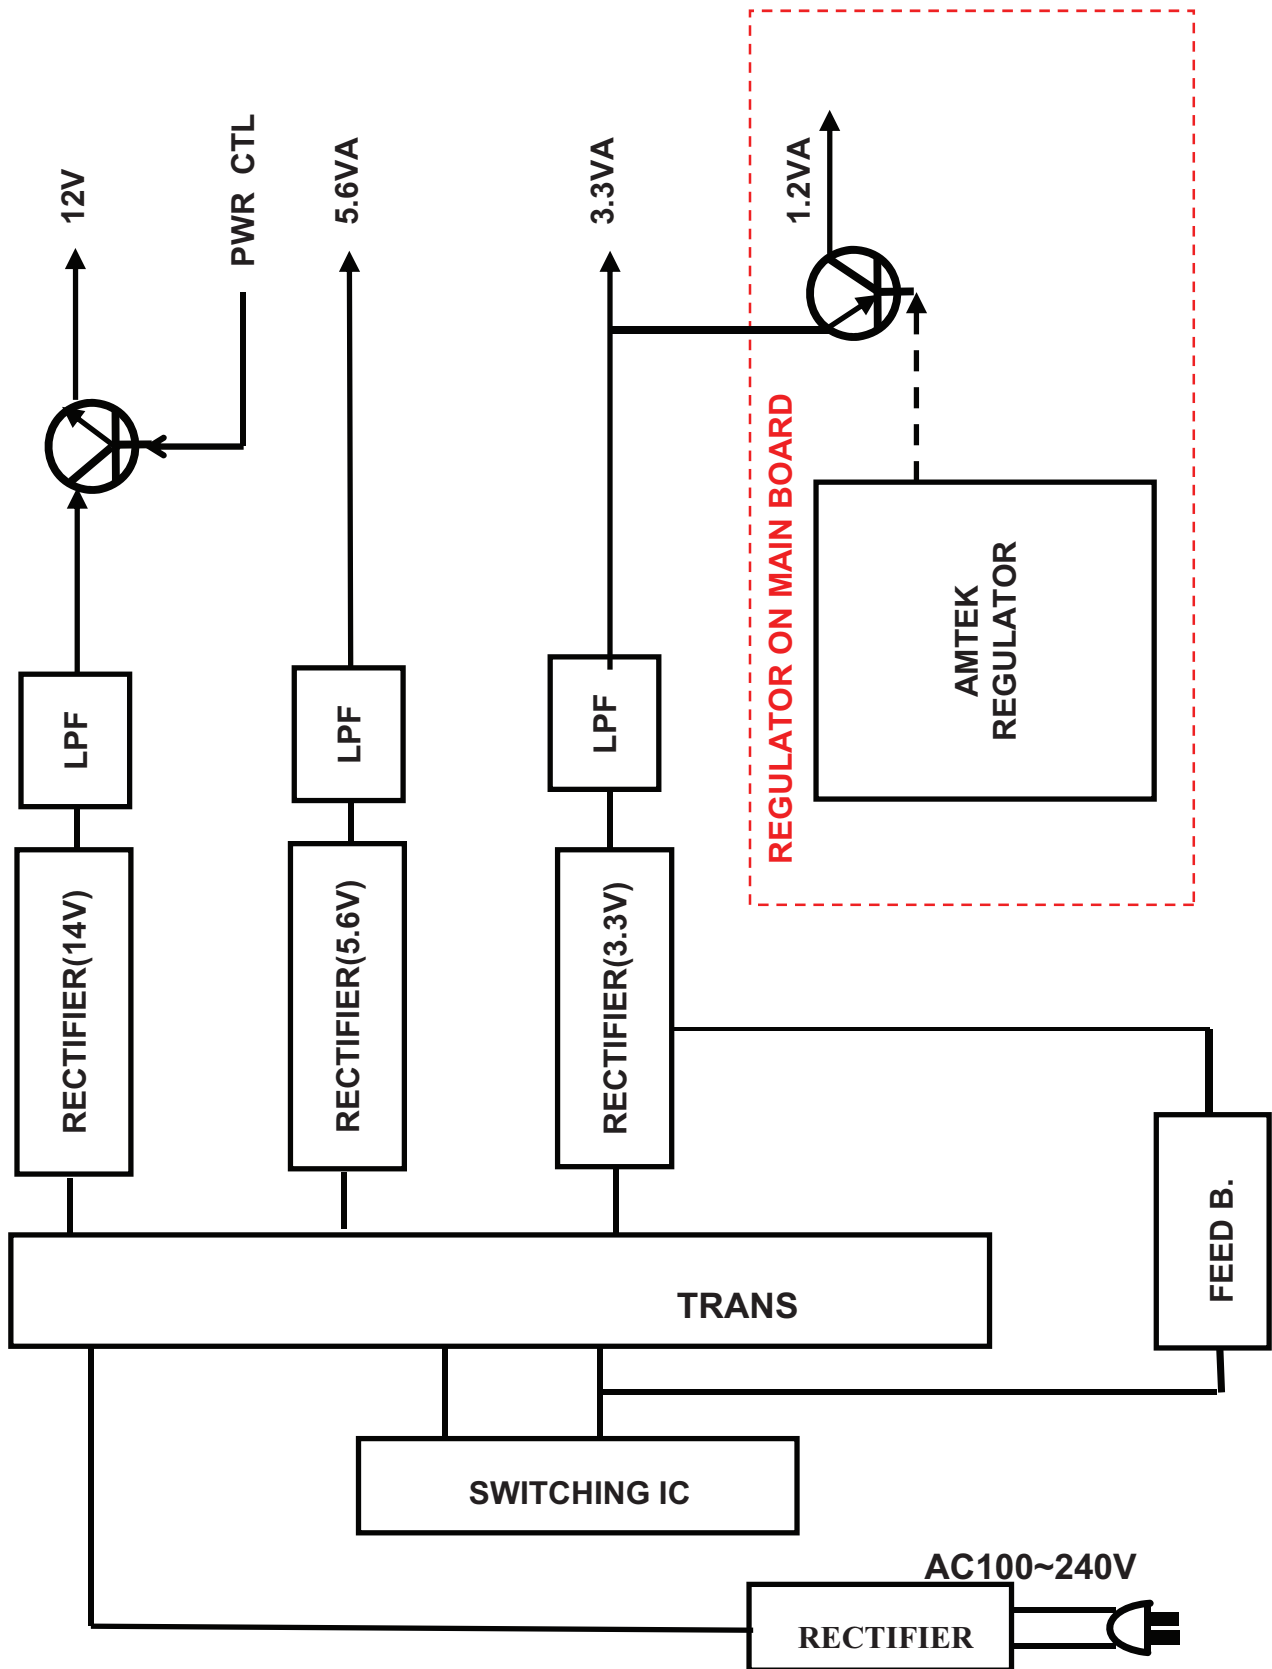 12V
PWR CTL
5.6VA
3.3VA
1.2VA
LPF
LPF
LPF
REGULATOR ON MAIN BOARD
AMTEK
REGULATOR
RECTIFIER(14V)
RECTIFIER(5.6V)
RECTIFIER(3.3V)
FEED B.
TRANS
SWITCHING IC
AC100~240V
RECTIFIER